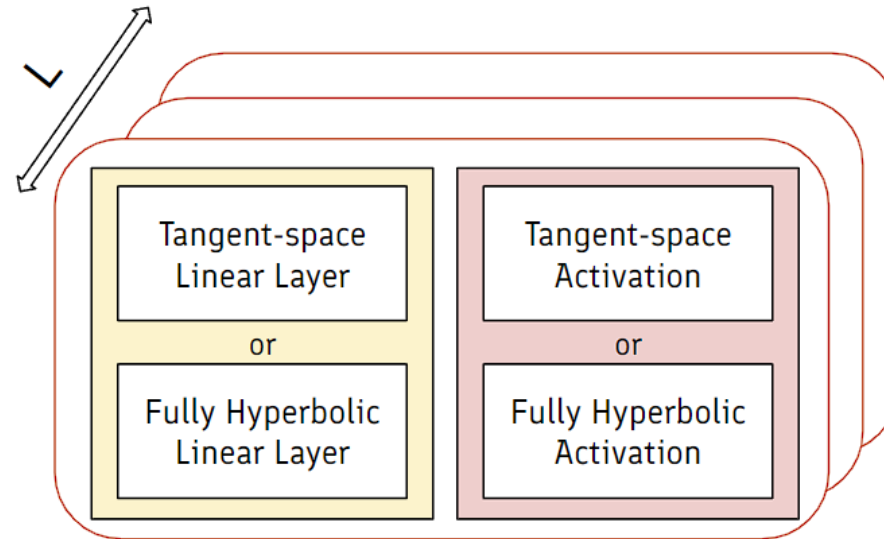 L
Tangent-space
Linear Layer
or
Fully Hyperbolic
Linear Layer
Tangent-space
Activation
or
Fully Hyperbolic
Activation